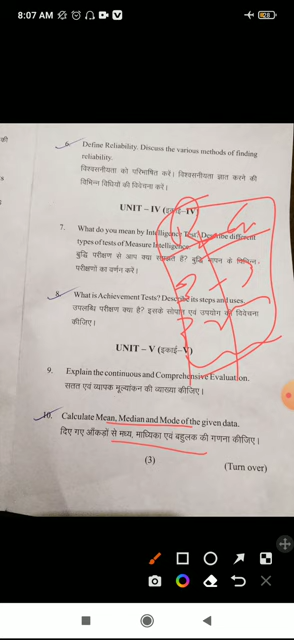 8:07 AM
28
की
6. Define Reliability. Discuss the various methods of finding
reliability.
विश्वसनीयता को परिभाषित करें। विश्वसनीयता ज्ञात करने की
विभिन्न विधियों की विवेचना करें।
UNIT – IV (इकाई-IV)
7. What do you mean by Intelligence Test? Describe different
types of tests of Measure Intelligence.
बुद्धि परीक्षण से आप क्या समझते हैं? बुद्धि मापन के विभिन्न
परीक्षणों का वर्णन करें।
8. What is Achievement Tests? Describe its steps and uses.
उपलब्धि परीक्षण क्या है? इसके सोपान एवं उपयोग की विवेचना
कीजिए।
UNIT – V (इकाई-V)
9. Explain the continuous and Comprehensive Evaluation.
सतत एवं व्यापक मूल्यांकन की व्याख्या कीजिए।
10. Calculate Mean, Median and Mode of the given data.
दिए गए आँकड़ों से मध्य, माध्यिका एवं बहुलक की गणना कीजिए।
(3) (Turn over)